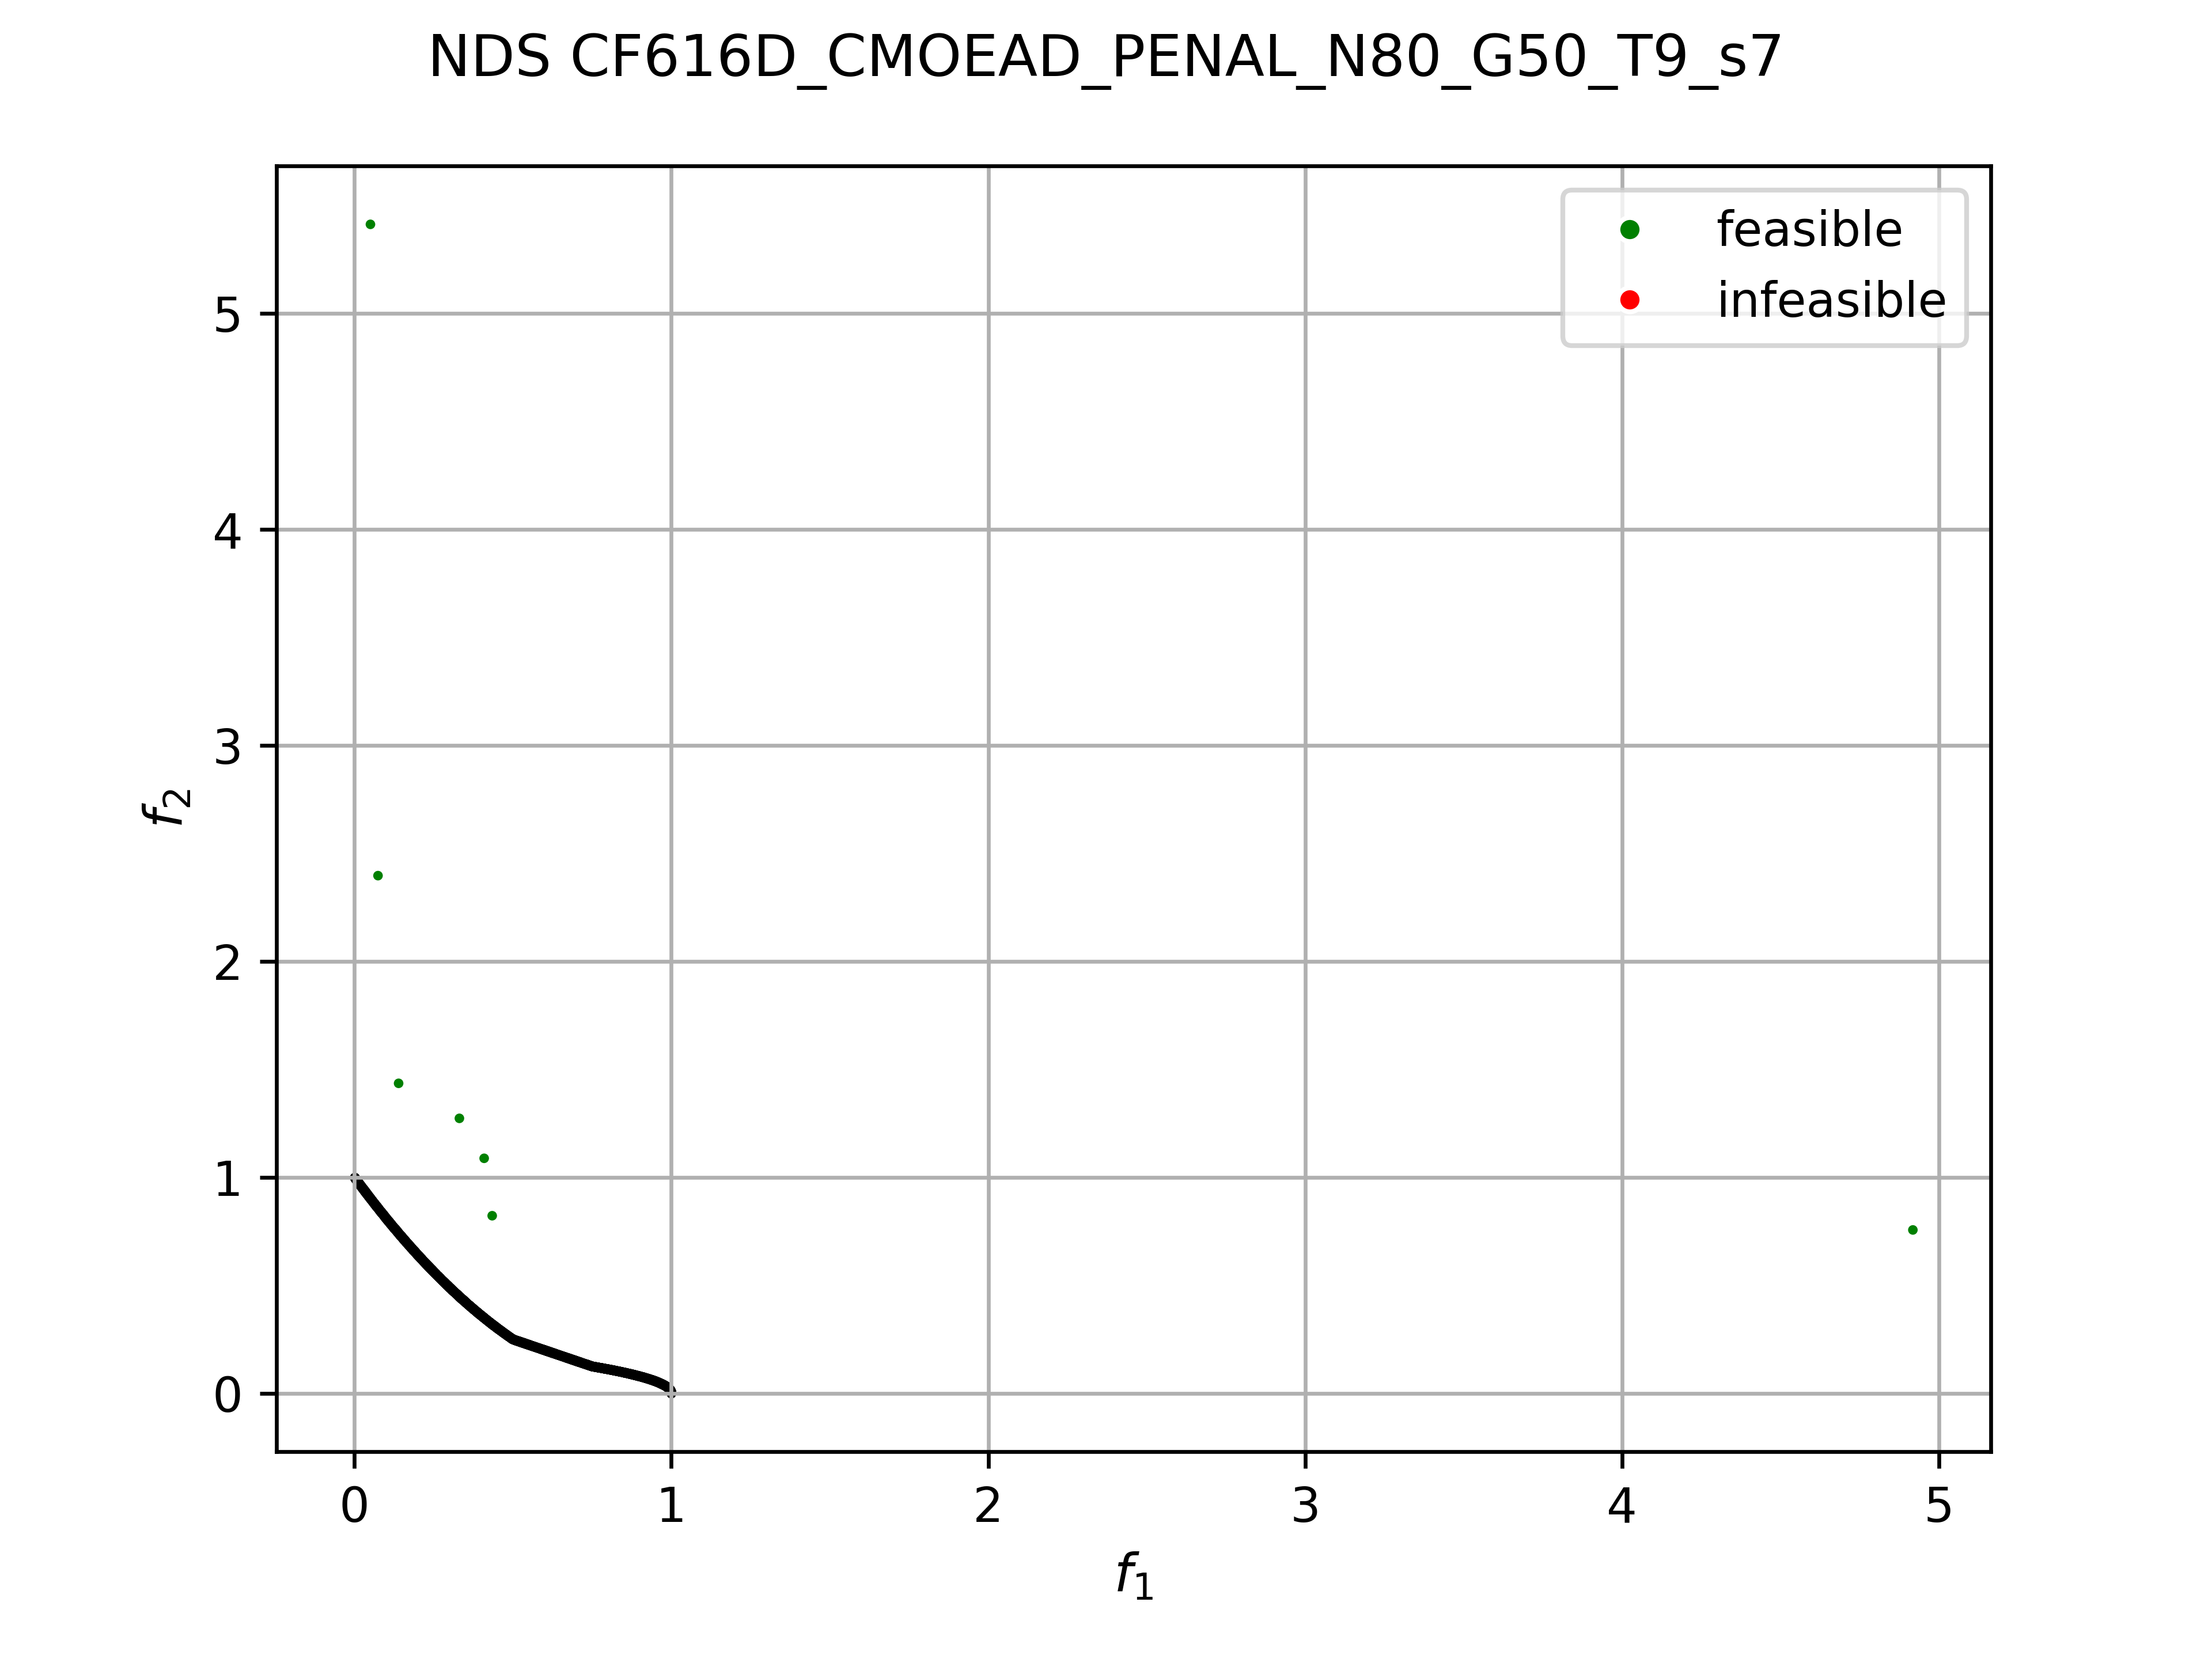 NDS CF616D_CMOEAD_PENAL_N80_G50_T9_s7
feasible
infeasible
5
4
3
2
1
0
f₂
0 1 2 3 4 5
f₁